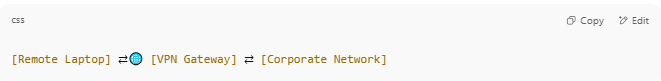 css Copy Edit
[Remote Laptop] ⇄🌐 [VPN Gateway] ⇄ [Corporate Network]